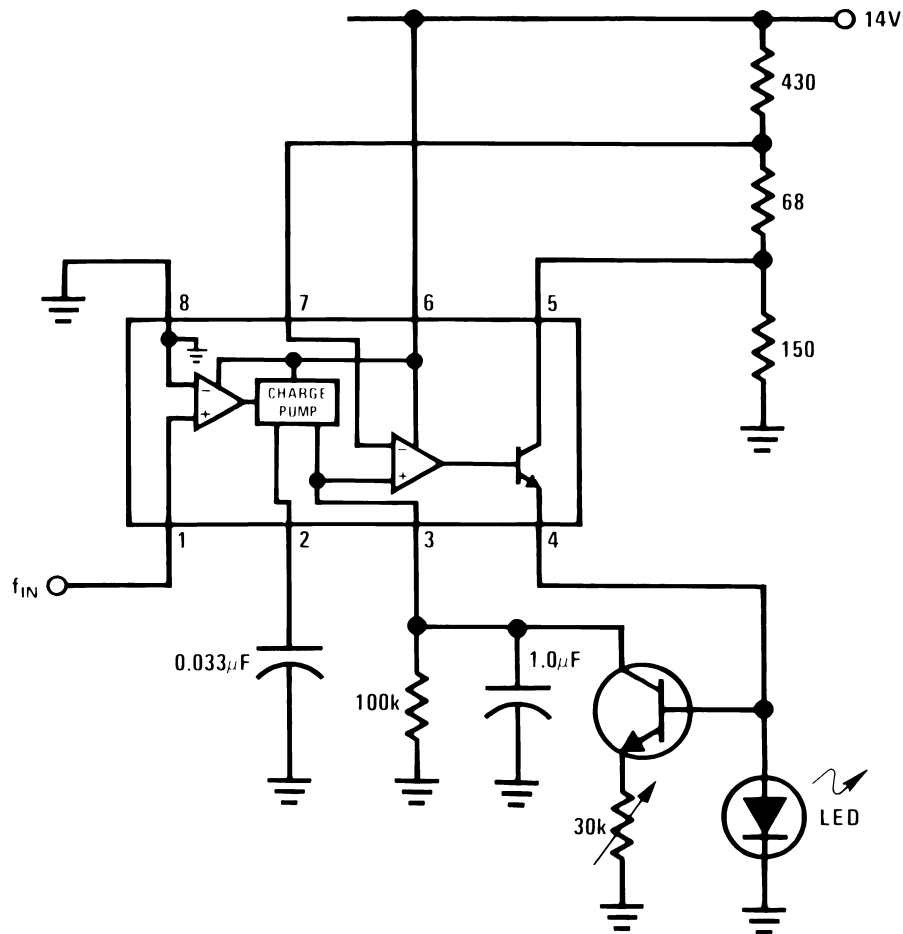 14V
430
68
8
7
6
5
150
CHARGE
PUMP
−
+
−
+
1
2
3
4
fIN
0.033μF
100k
1.0μF
30k
LED